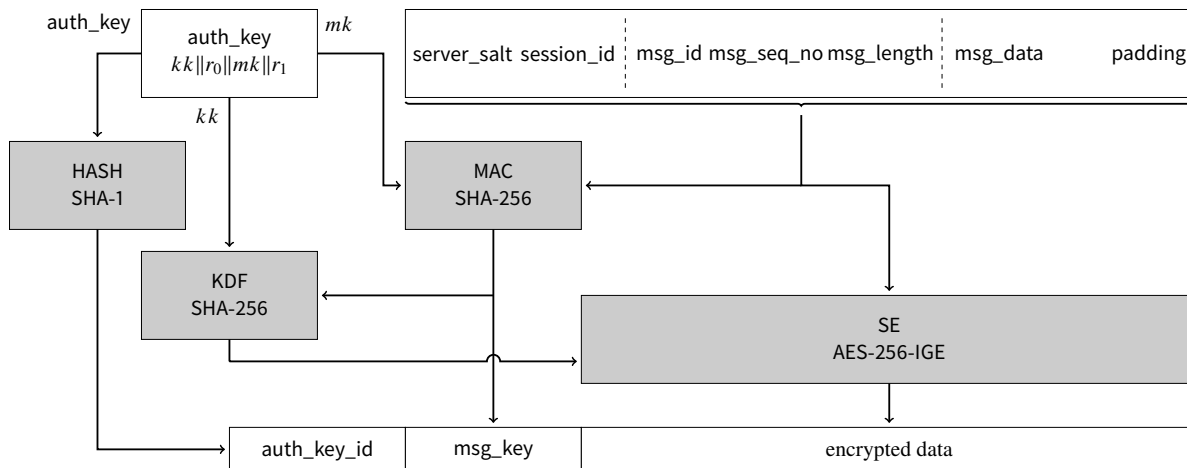 auth_key
auth_key
kk||r₀||mk||r₁
mk
server_salt session_id msg_id msg_seq_no msg_length msg_data padding
kk
HASH
SHA-1
MAC
SHA-256
KDF
SHA-256
SE
AES-256-IGE
auth_key_id
msg_key
encrypted data